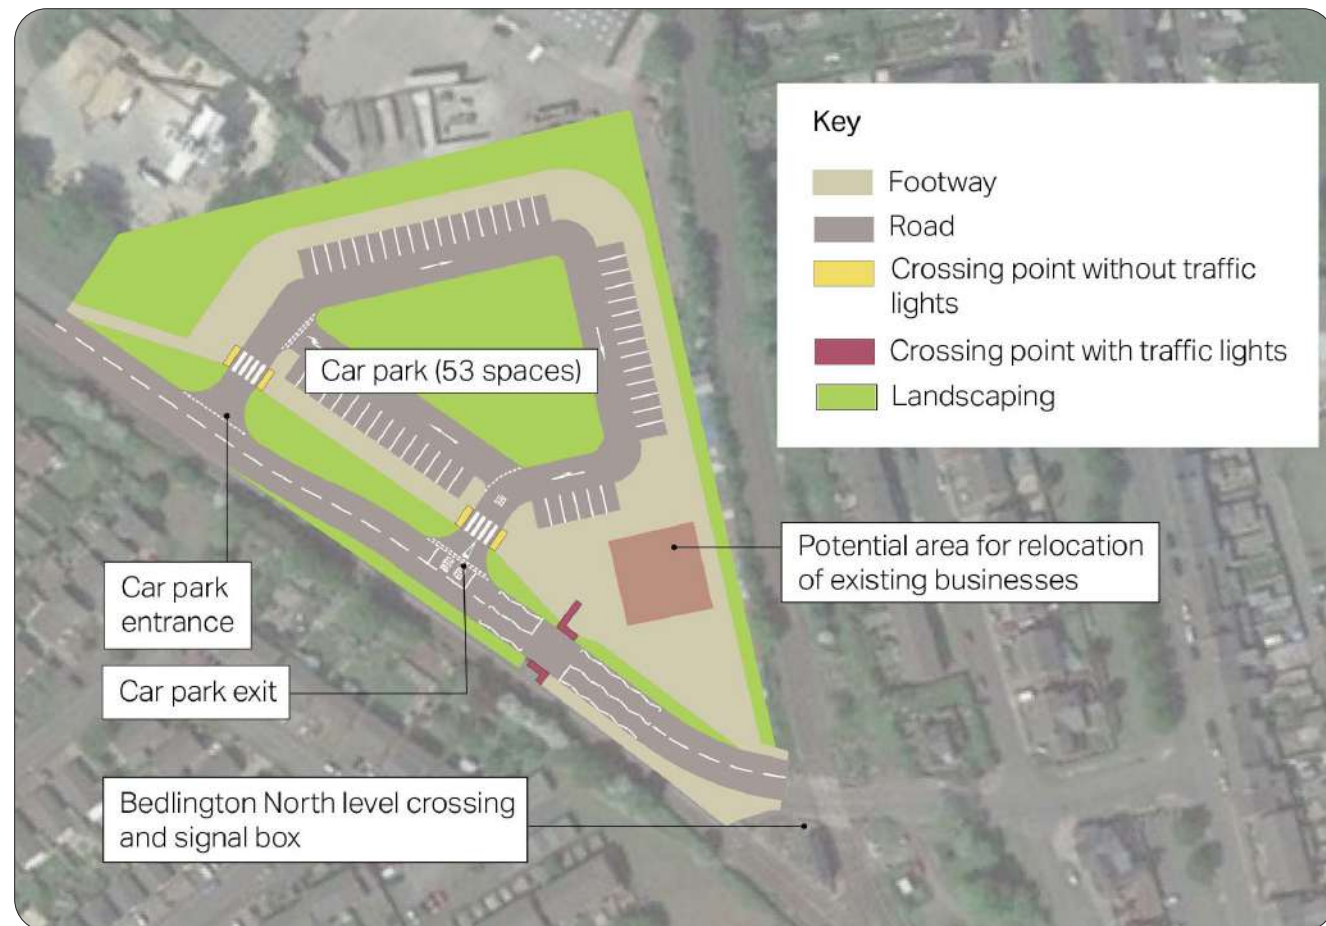 Key
Footway
Road
Crossing point without traffic
lights
Crossing point with traffic lights
Landscaping
Car park (53 spaces)
Potential area for relocation
of existing businesses
Car park
entrance
Car park exit
Bedlington North level crossing
and signal box